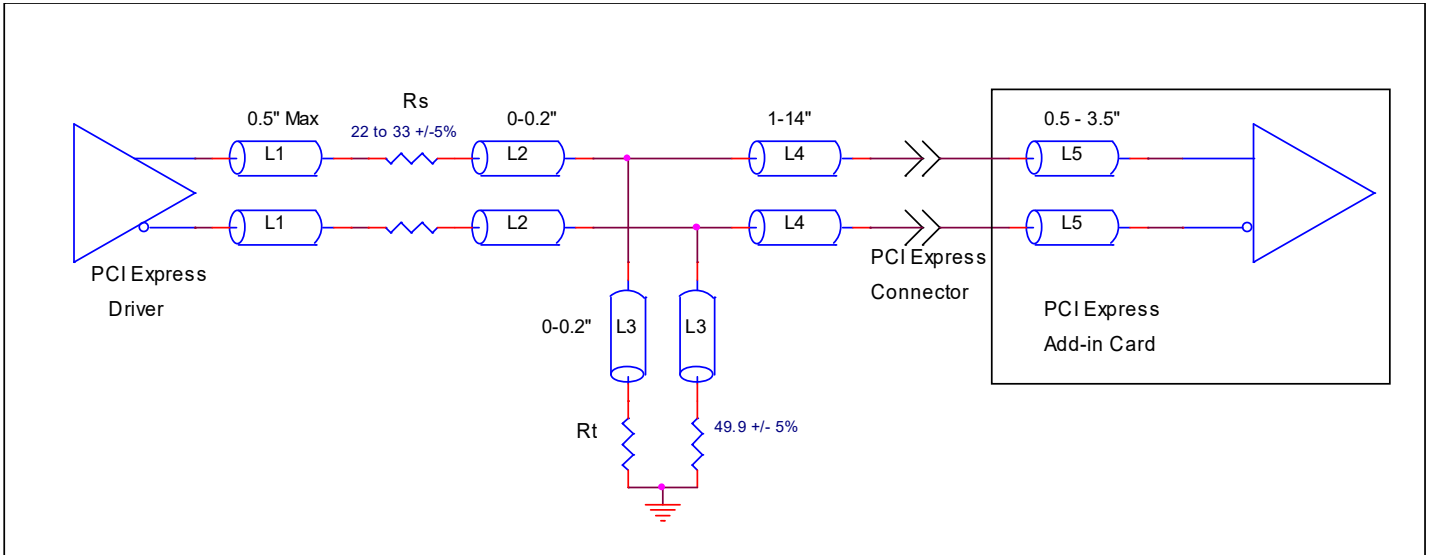 Rs
0.5" Max
22 to 33 +/-5%
0-0.2"
1-14"
0.5 - 3.5"
L1
L2
L4
L5
L1
L2
L4
L5
PCI Express
Driver
PCI Express
Connector
0-0.2"
L3
L3
PCI Express
Add-in Card
Rt
49.9 +/- 5%